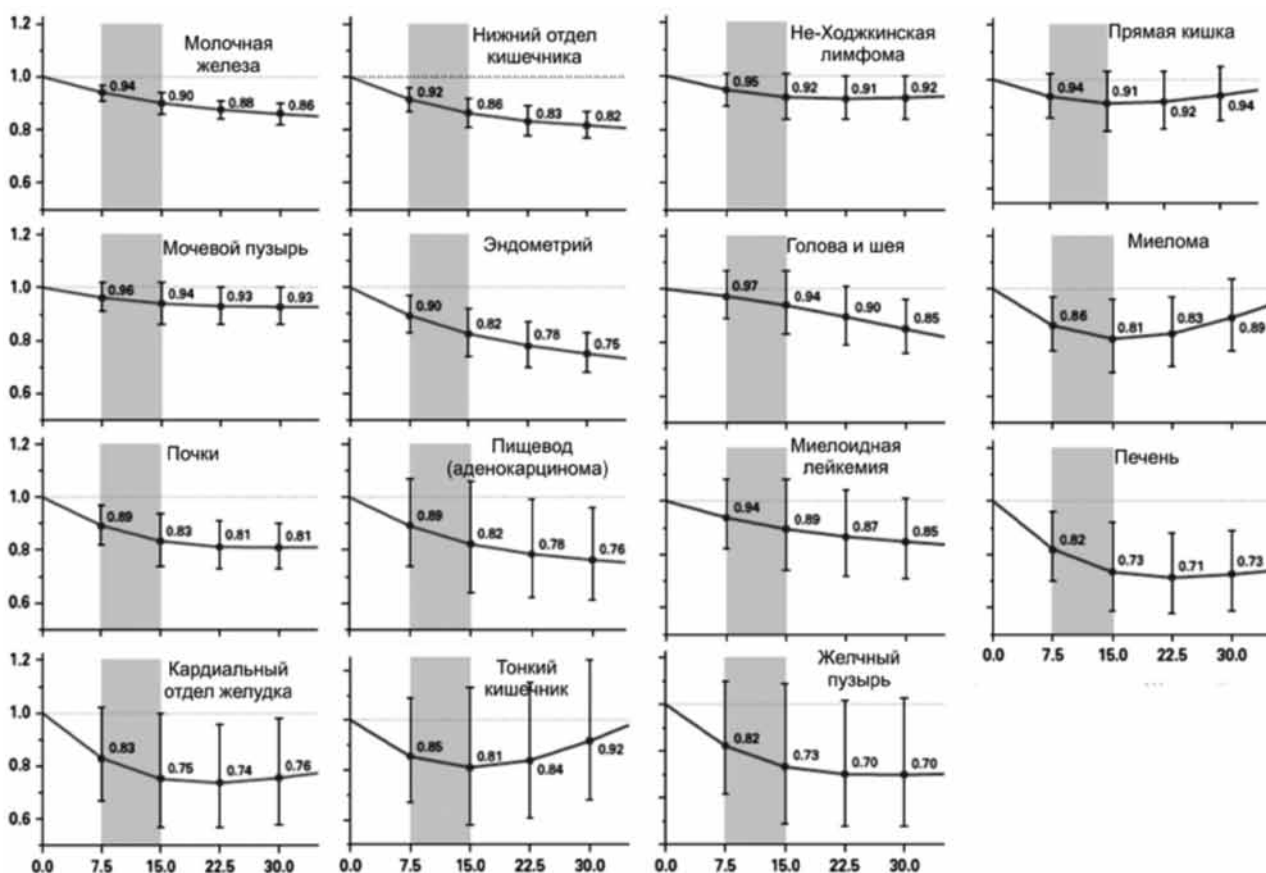 1.2
1.0
0.8
0.6
Молочная
железа
0.94
0.90
0.88
0.86
Нижний отдел
кишечника
0.92
0.86
0.83
0.82
Не-Ходжкинская
лимфома
0.95
0.92
0.91
0.92
Прямая кишка
0.94
0.91
0.92
0.94
1.2
1.0
0.8
0.6
Мочевой пузырь
0.96
0.94
0.93
0.93
Эндометрий
0.90
0.82
0.78
0.75
Голова и шея
0.97
0.94
0.90
0.85
Миелома
0.86
0.81
0.83
0.89
1.2
1.0
0.8
0.6
Почки
0.89
0.83
0.81
0.81
Пищевод
(аденокарцинома)
0.89
0.82
0.78
0.76
Миелоидная
лейкемия
0.94
0.89
0.87
0.85
Печень
0.82
0.73
0.71
0.73
0.0 7.5 15.0 22.5 30.0
1.2
1.0
0.8
0.6
Кардиальный
отдел желудка
0.83
0.75
0.74
0.76
0.0 7.5 15.0 22.5 30.0
Тонкий
кишечник
0.85
0.81
0.84
0.92
0.0 7.5 15.0 22.5 30.0
Желчный
пузырь
0.82
0.73
0.70
0.70
0.0 7.5 15.0 22.5 30.0